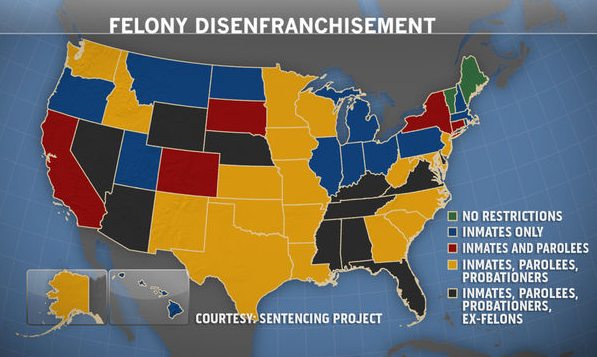 FELONY DISENFRANCHISEMENT
NO RESTRICTIONS
INMATES ONLY
INMATES AND PAROLEES
INMATES, PAROLEES,
PROBATIONERS
INMATES, PAROLEES,
PROBATIONERS,
EX-FELONS
COURTESY: SENTENCING PROJECT